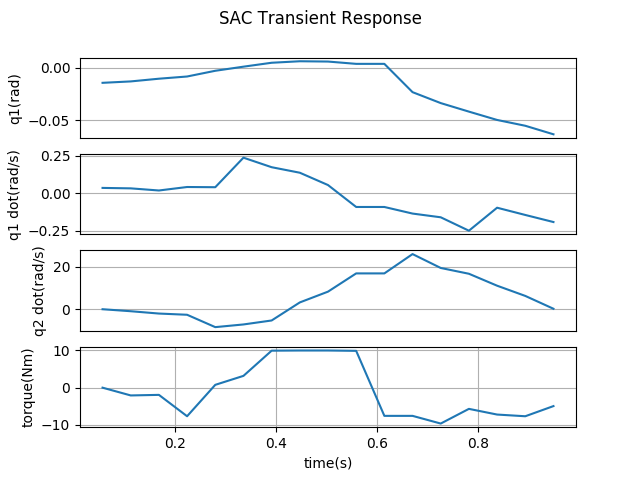 SAC Transient Response
q1(rad)
0.00
−0.05
q1 dot(rad/s)
0.25
0.00
−0.25
q2 dot(rad/s)
20
0
torque(Nm)
10
0
−10
0.2 0.4 0.6 0.8
time(s)